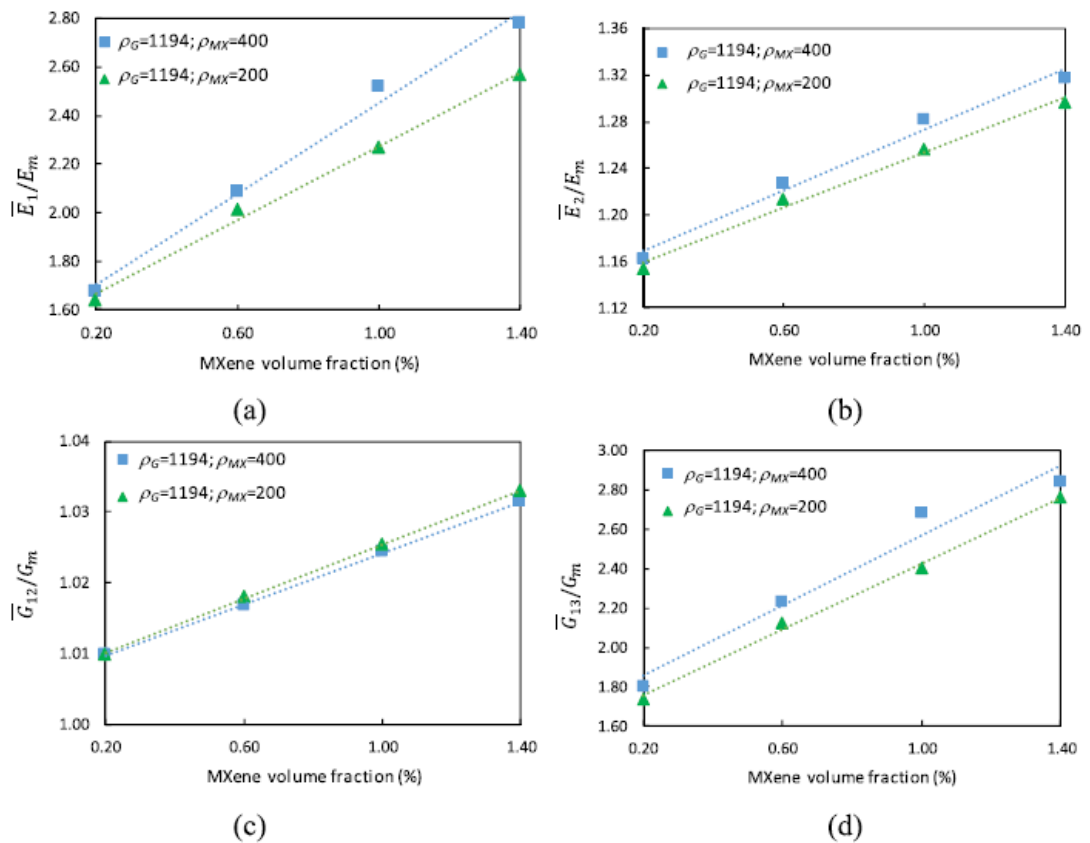 2.80
2.60
2.40
2.20
2.00
1.80
1.60
E̅₁/Eₘ
ρG=1194; ρMX=400
ρG=1194; ρMX=200
0.20 0.60 1.00 1.40
MXene volume fraction (%)
(a)
1.36
1.32
1.28
1.24
1.20
1.16
1.12
E̅₂/Eₘ
ρG=1194; ρMX=400
ρG=1194; ρMX=200
0.20 0.60 1.00 1.40
MXene volume fraction (%)
(b)
1.04
1.03
1.02
1.01
1.00
G̅₁₂/Gₘ
ρG=1194; ρMX=400
ρG=1194; ρMX=200
0.20 0.60 1.00 1.40
MXene volume fraction (%)
(c)
3.00
2.80
2.60
2.40
2.20
2.00
1.80
1.60
G̅₁₃/Gₘ
ρG=1194; ρMX=400
ρG=1194; ρMX=200
0.20 0.60 1.00 1.40
MXene volume fraction (%)
(d)